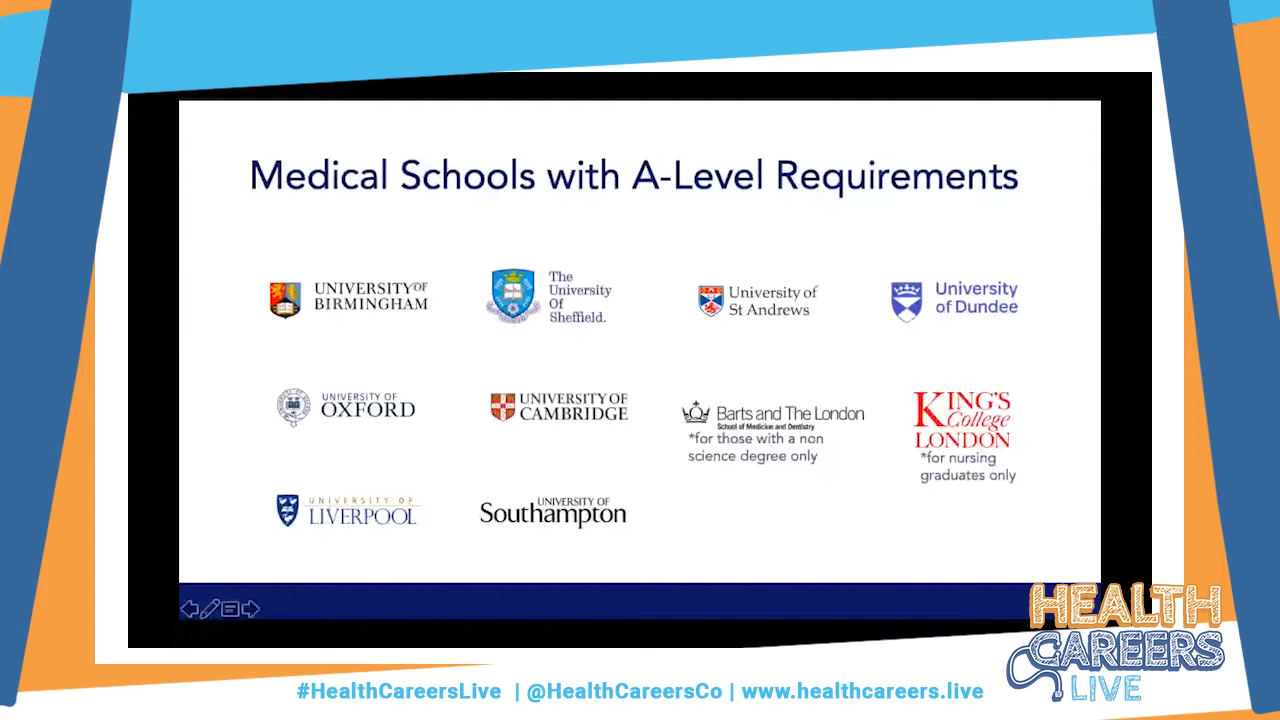 Medical Schools with A-Level Requirements
UNIVERSITY OF
BIRMINGHAM
The
University
Of
Sheffield.
University of
St Andrews
University
of Dundee
UNIVERSITY OF
OXFORD
UNIVERSITY OF
CAMBRIDGE
Barts and The London
School of Medicine and Dentistry
*for those with a non
science degree only
KING'S
College
LONDON
*for nursing
graduates only
UNIVERSITY OF
LIVERPOOL
UNIVERSITY OF
Southampton
HEALTH
CAREERS
LIVE
#HealthCareersLive | @HealthCareersCo | www.healthcareers.live